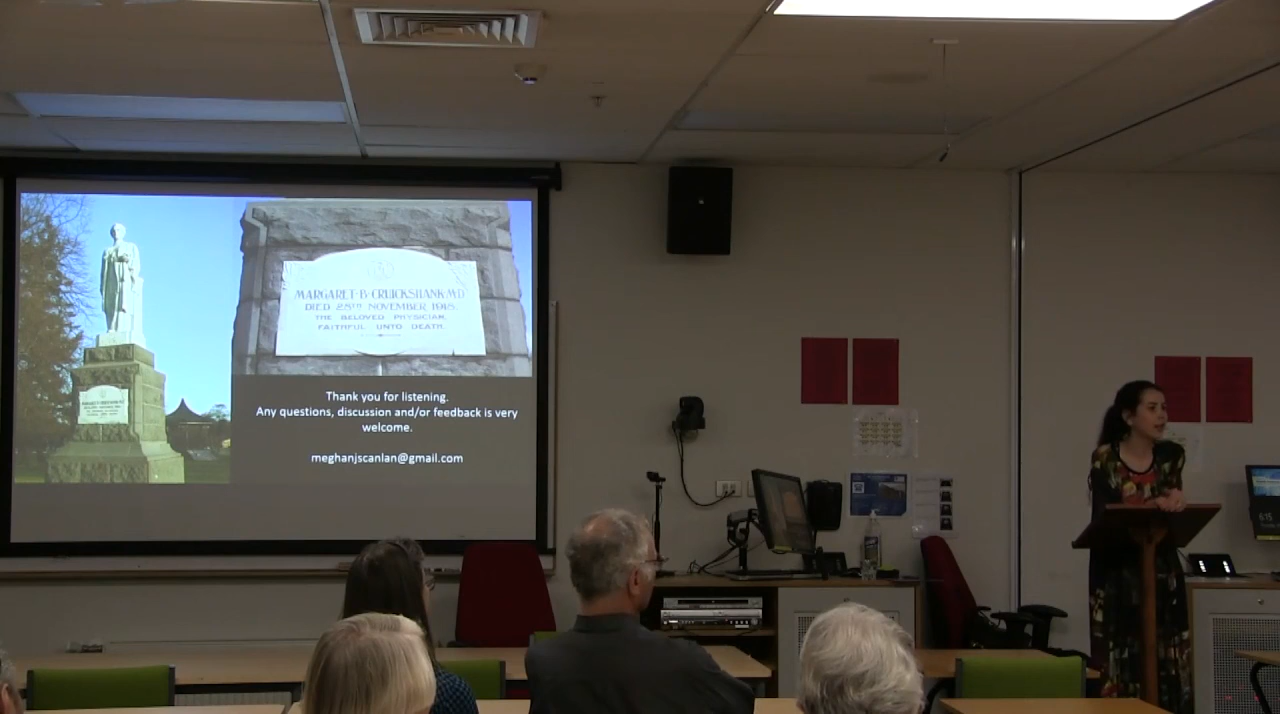 MARGARET·B·CRUICKSHANK·M.D
DIED 28TH NOVEMBER 1918.
THE BELOVED PHYSICIAN,
FAITHFUL UNTO DEATH.
Thank you for listening.
Any questions, discussion and/or feedback is very
welcome.
meghanjscanlan@gmail.com